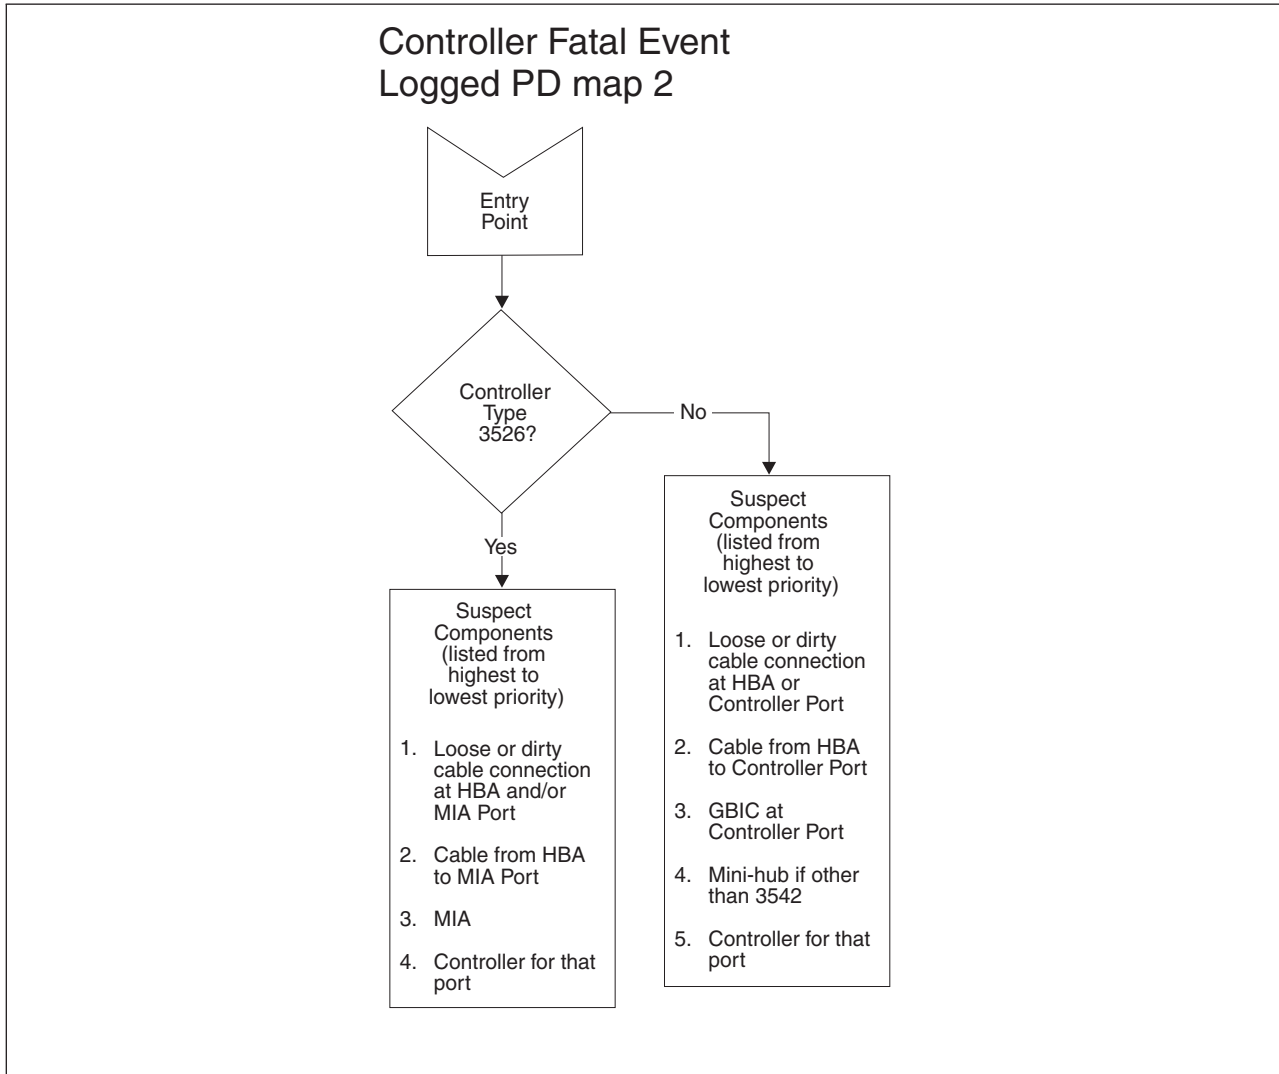 Controller Fatal Event
Logged PD map 2
Entry
Point
Controller
Type
3526?
No
Yes
Suspect
Components
(listed from
highest to
lowest priority)
1. Loose or dirty
cable connection
at HBA and/or
MIA Port
2. Cable from HBA
to MIA Port
3. MIA
4. Controller for that
port
Suspect
Components
(listed from
highest to
lowest priority)
1. Loose or dirty
cable connection
at HBA or
Controller Port
2. Cable from HBA
to Controller Port
3. GBIC at
Controller Port
4. Mini-hub if other
than 3542
5. Controller for that
port